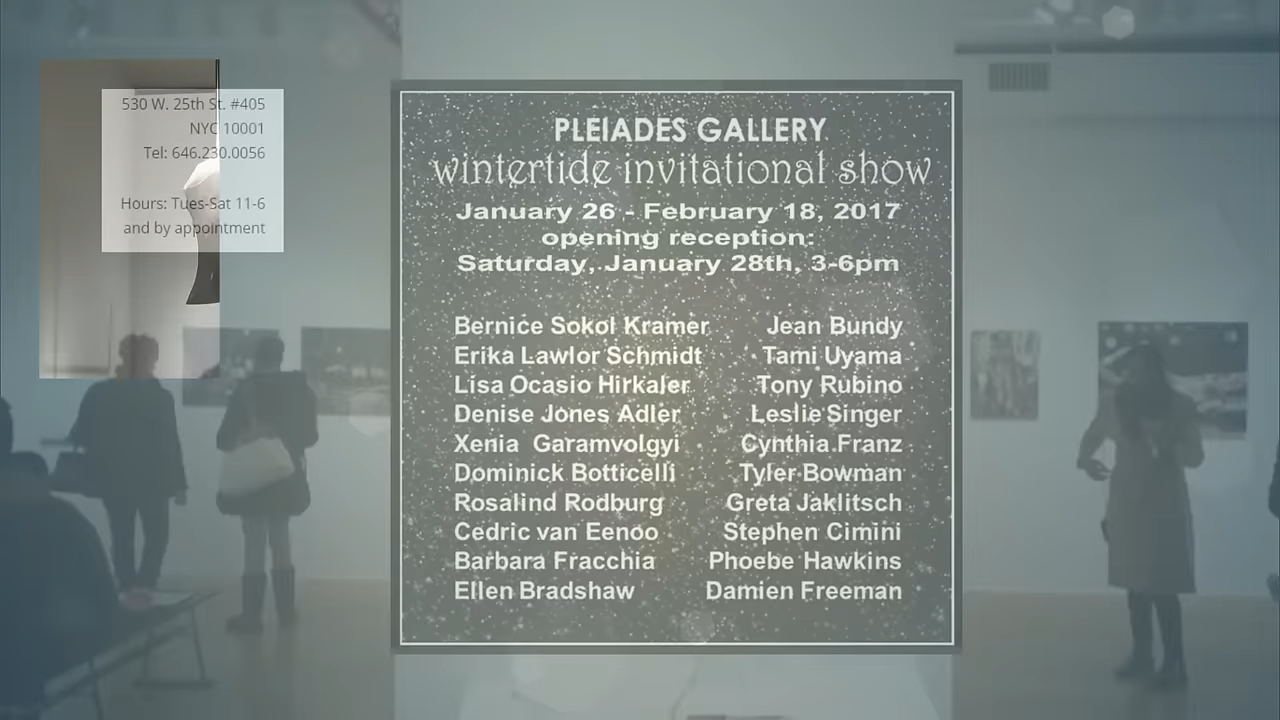 530 W. 25th St. #405
NYC 10001
Tel: 646.230.0056
Hours: Tues-Sat 11-6
and by appointment
PLEIADES GALLERY
wintertide invitational show
January 26 - February 18, 2017
opening reception:
Saturday, January 28th, 3-6pm
Bernice Sokol Kramer Jean Bundy
Erika Lawlor Schmidt Tami Uyama
Lisa Ocasio Hirkaler Tony Rubino
Denise Jones Adler Leslie Singer
Xenia Garamvolgyi Cynthia Franz
Dominick Botticelli Tyler Bowman
Rosalind Rodburg Greta Jaklitsch
Cedric van Eenoo Stephen Cimini
Barbara Fracchia Phoebe Hawkins
Ellen Bradshaw Damien Freeman